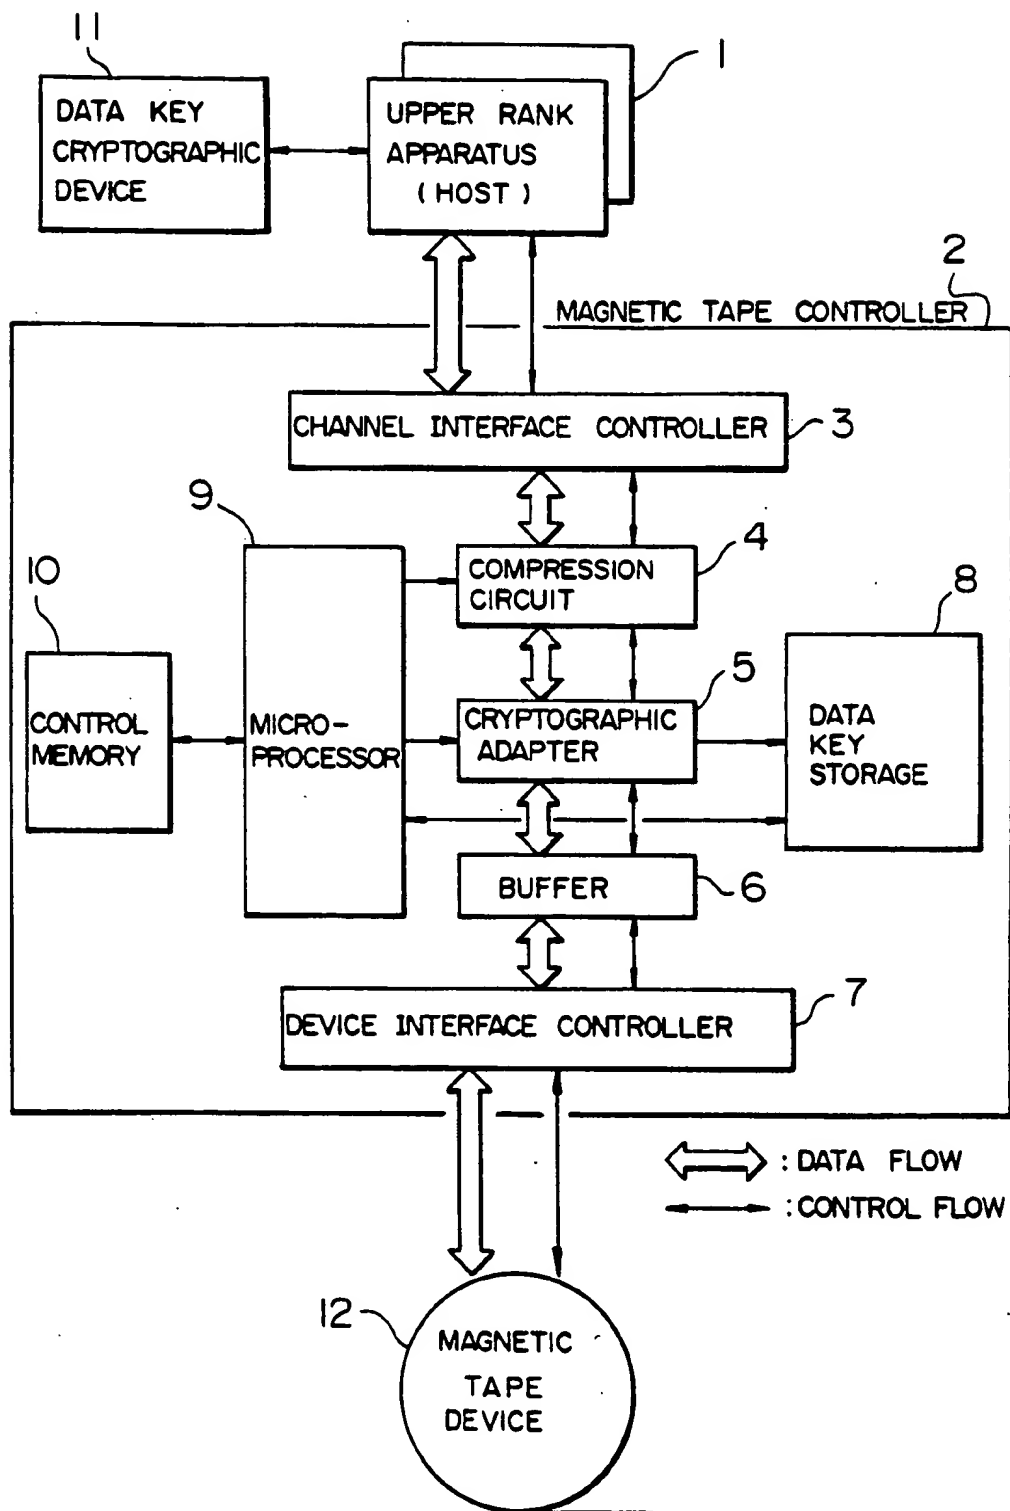 11
DATA KEY
CRYPTOGRAPHIC
DEVICE
1
UPPER RANK
APPARATUS
(HOST)
2
MAGNETIC TAPE CONTROLLER
CHANNEL INTERFACE CONTROLLER
3
9
COMPRESSION
CIRCUIT
4
10
CONTROL
MEMORY
MICRO-
PROCESSOR
CRYPTOGRAPHIC
ADAPTER
5
8
DATA
KEY
STORAGE
BUFFER
6
DEVICE INTERFACE CONTROLLER
7
: DATA FLOW
: CONTROL FLOW
12
MAGNETIC
TAPE
DEVICE